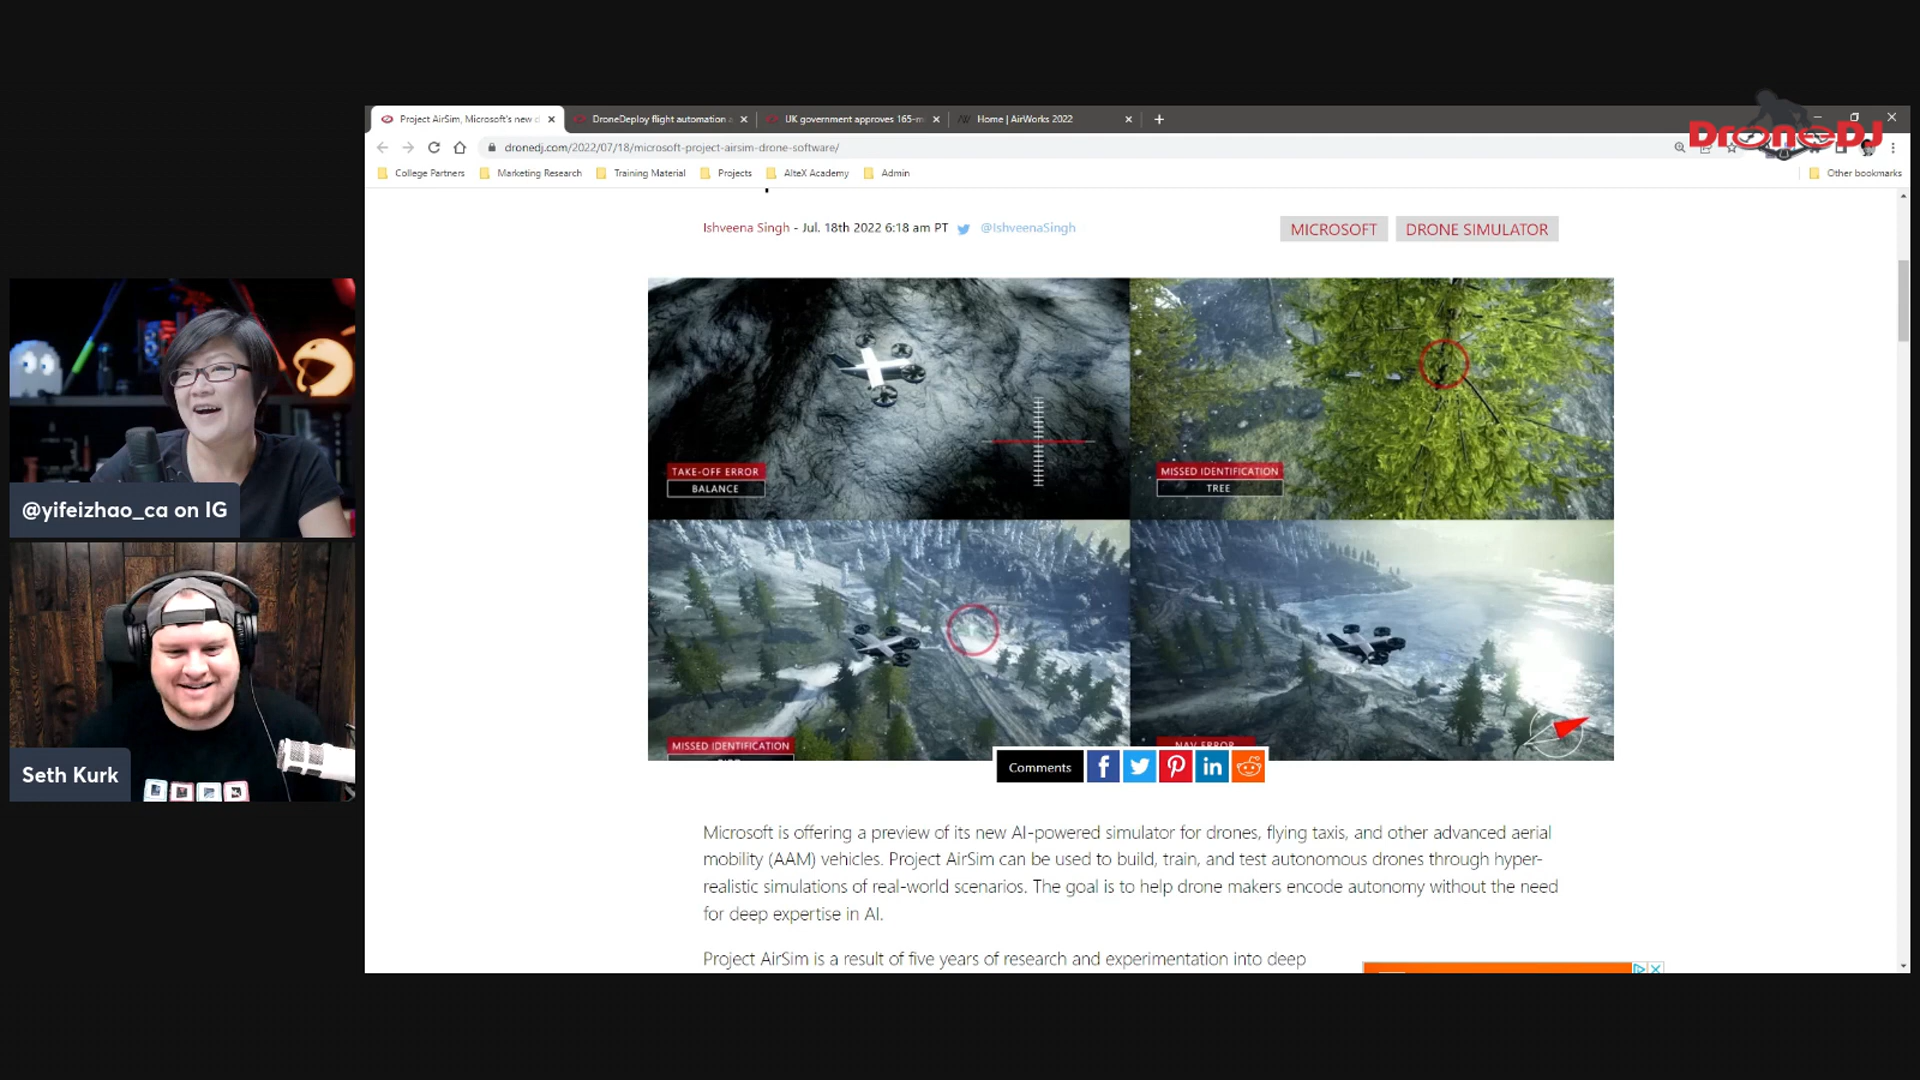 Project AirSim, Microsoft's new d
DroneDeploy flight automation a
UK government approves 165-m
Home | AirWorks 2022
DroneDJ
dronedj.com/2022/07/18/microsoft-project-airsim-drone-software/
College Partners
Marketing Research
Training Material
Projects
AlteX Academy
Admin
Other bookmarks
Ishveena Singh - Jul. 18th 2022 6:18 am PT @IshveenaSingh
MICROSOFT
DRONE SIMULATOR
TAKE-OFF ERROR
BALANCE
MISSED IDENTIFICATION
TREE
@yifeizhao_ca on IG
MISSED IDENTIFICATION
NAV ERROR
Comments
Seth Kurk
Microsoft is offering a preview of its new AI-powered simulator for drones, flying taxis, and other advanced aerial
mobility (AAM) vehicles. Project AirSim can be used to build, train, and test autonomous drones through hyper-
realistic simulations of real-world scenarios. The goal is to help drone makers encode autonomy without the need
for deep expertise in AI.
Project AirSim is a result of five years of research and experimentation into deep